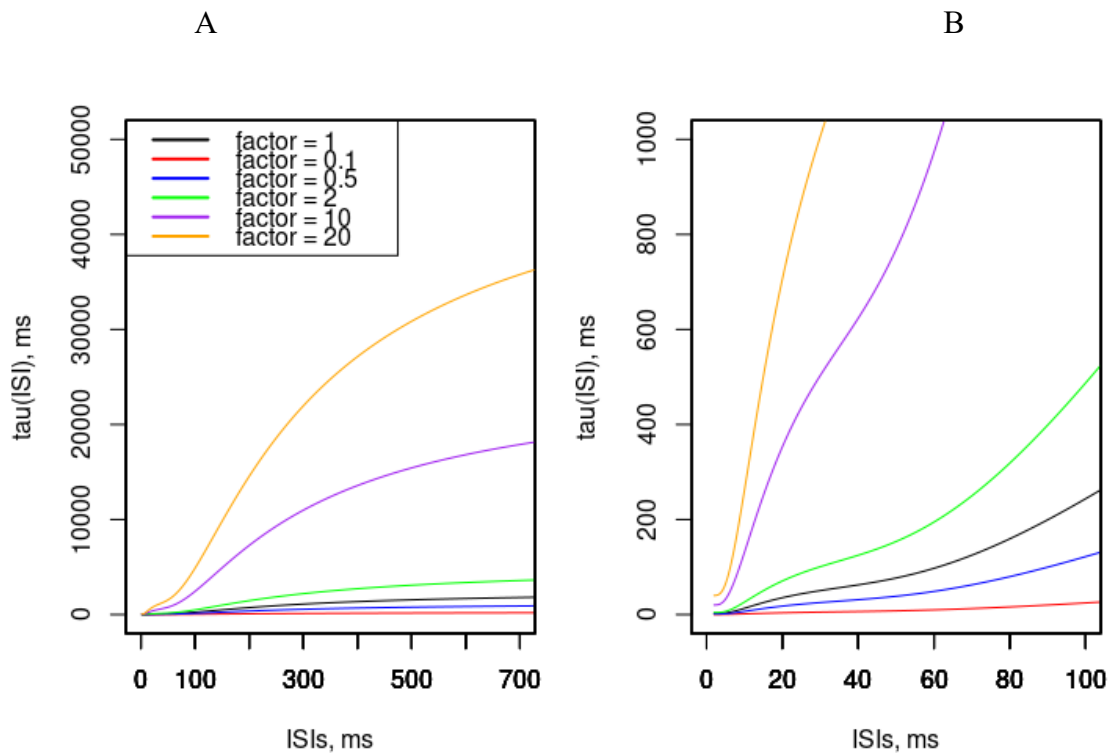 A
B
factor = 1
factor = 0.1
factor = 0.5
factor = 2
factor = 10
factor = 20
tau(ISI), ms
50000
40000
30000
20000
10000
0
0 100 300 500 700
ISIs, ms
tau(ISI), ms
1000
800
600
400
200
0
0 20 40 60 80 100
ISIs, ms